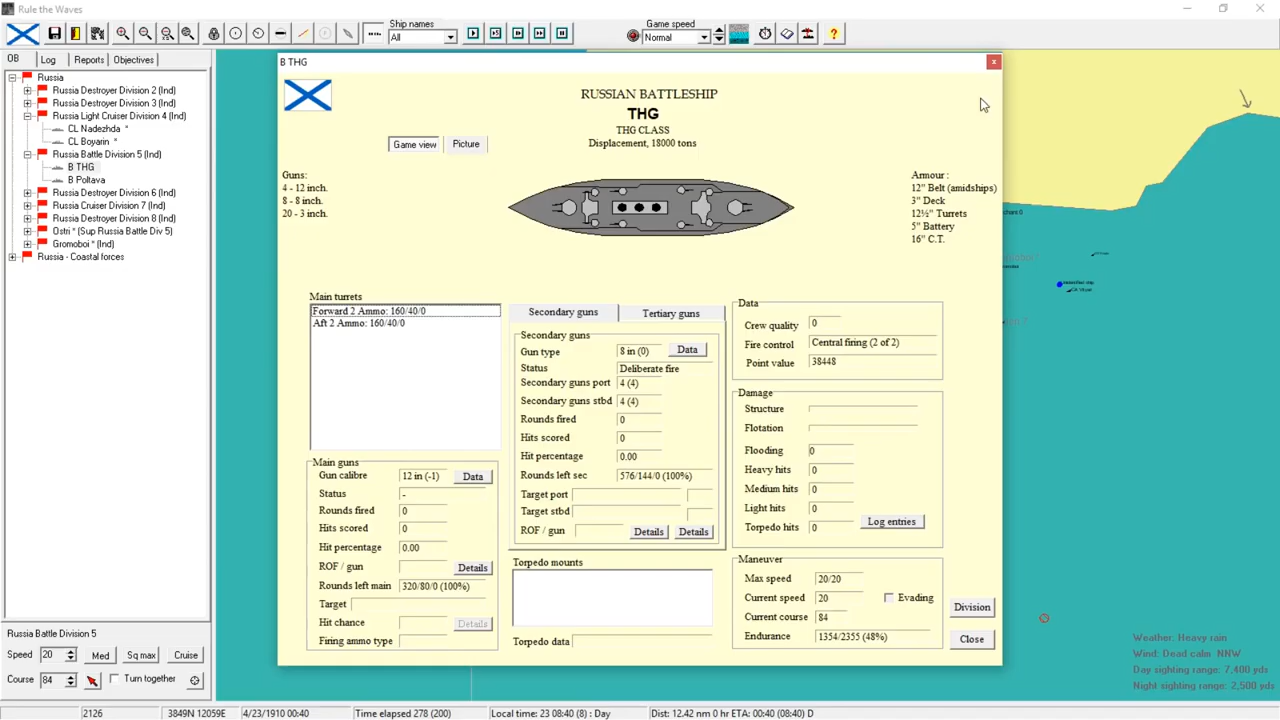 Rule the Waves
Ship names
All
Game speed
Normal
?
OB
Log
Reports
Objectives
Russia
Russia Destroyer Division 2 (Ind)
Russia Destroyer Division 3 (Ind)
Russia Light Cruiser Division 4 (Ind)
CL Nadezhda *
CL Boyarin *
Russia Battle Division 5 (Ind)
B THG
B Poltava
Russia Destroyer Division 6 (Ind)
Russia Cruiser Division 7 (Ind)
Russia Destroyer Division 8 (Ind)
Ostri * (Sup Russia Battle Div 5)
Gromoboi * (Ind)
Russia - Coastal forces
Russia Battle Division 5
Speed 20 Med Sq max Cruise
Course 84 Turn together
B THG
x
RUSSIAN BATTLESHIP
THG
THG CLASS
Displacement, 18000 tons
Game view
Picture
Guns:
4 - 12 inch.
8 - 8 inch.
20 - 3 inch.
Armour :
12" Belt (amidships)
3" Deck
12½" Turrets
5" Battery
16" C.T.
Main turrets
Forward 2 Ammo: 160/40/0
Aft 2 Ammo: 160/40/0
Main guns
Gun calibre 12 in (-1) Data
Status -
Rounds fired 0
Hits scored 0
Hit percentage 0.00
ROF / gun Details
Rounds left main 320/80/0 (100%)
Target
Hit chance Details
Firing ammo type
Secondary guns
Tertiary guns
Secondary guns
Gun type 8 in (0) Data
Status Deliberate fire
Secondary guns port 4 (4)
Secondary guns stbd 4 (4)
Rounds fired 0
Hits scored 0
Hit percentage 0.00
Rounds left sec 576/144/0 (100%)
Target port
Target stbd
ROF / gun Details Details
Torpedo mounts
Torpedo data
Data
Crew quality 0
Fire control Central firing (2 of 2)
Point value 38448
Damage
Structure
Flotation
Flooding 0
Heavy hits 0
Medium hits 0
Light hits 0
Torpedo hits 0
Log entries
Maneuver
Max speed 20/20
Current speed 20 Evading
Current course 84
Endurance 1354/2355 (48%)
Division
Close
Weather: Heavy rain
Wind: Dead calm NNW
Day sighting range: 7,400 yds
Night sighting range: 2,500 yds
2126
3849N 12059E
4/23/1910 00:40
Time elapsed 278 (200)
Local time: 23 08:40 (8) : Day
Dist: 12.42 nm 0 hr ETA: 00:40 (08:40) D